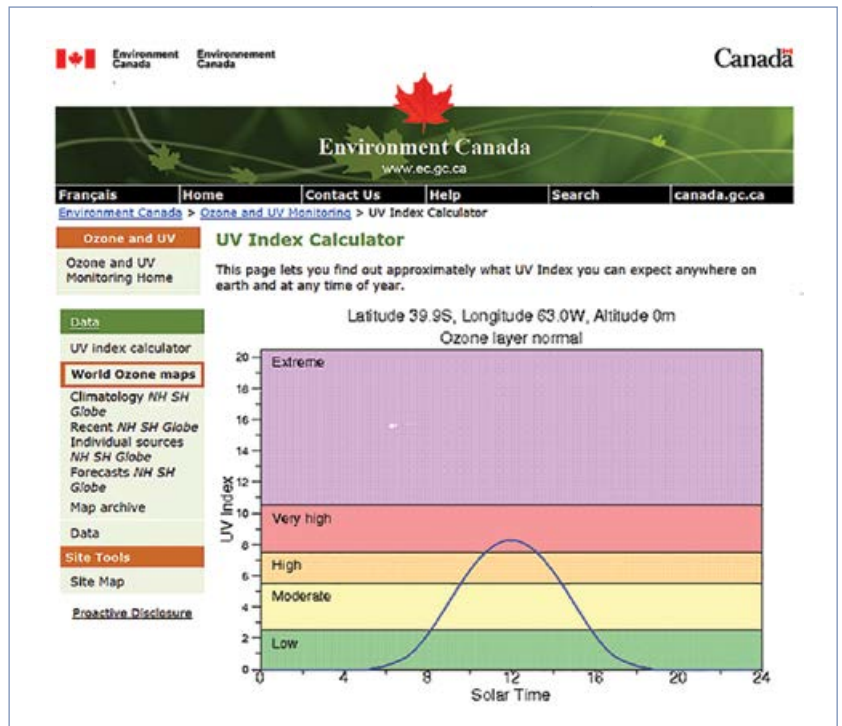 Environment Canada
Environnement Canada
Canada
Environment Canada
www.ec.gc.ca
Français Home Contact Us Help Search canada.gc.ca
Environment Canada > Ozone and UV Monitoring > UV Index Calculator
Ozone and UV
Ozone and UV
Monitoring Home
Data
UV index calculator
World Ozone maps
Climatology NH SH
Globe
Recent NH SH Globe
Individual sources
NH SH Globe
Forecasts NH SH
Globe
Map archive
Data
Site Tools
Site Map
Proactive Disclosure
UV Index Calculator
This page lets you find out approximately what UV Index you can expect anywhere on
earth and at any time of year.
Latitude 39.9S, Longitude 63.0W, Altitude 0m
Ozone layer normal
UV Index
20
18
16
14
12
10
8
6
4
2
0
Extreme
Very high
High
Moderate
Low
0 4 8 12 16 20 24
Solar Time